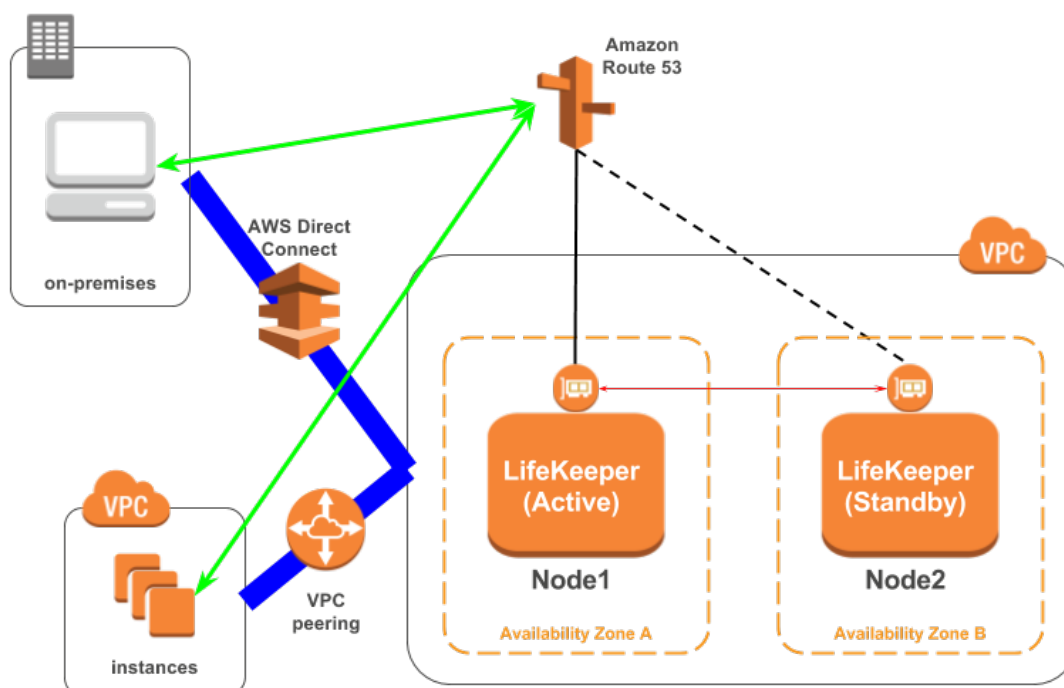 Amazon
Route 53
AWS Direct
Connect
on-premises
VPC
LifeKeeper
(Active)
Node1
Availability Zone A
LifeKeeper
(Standby)
Node2
Availability Zone B
VPC
VPC
peering
instances